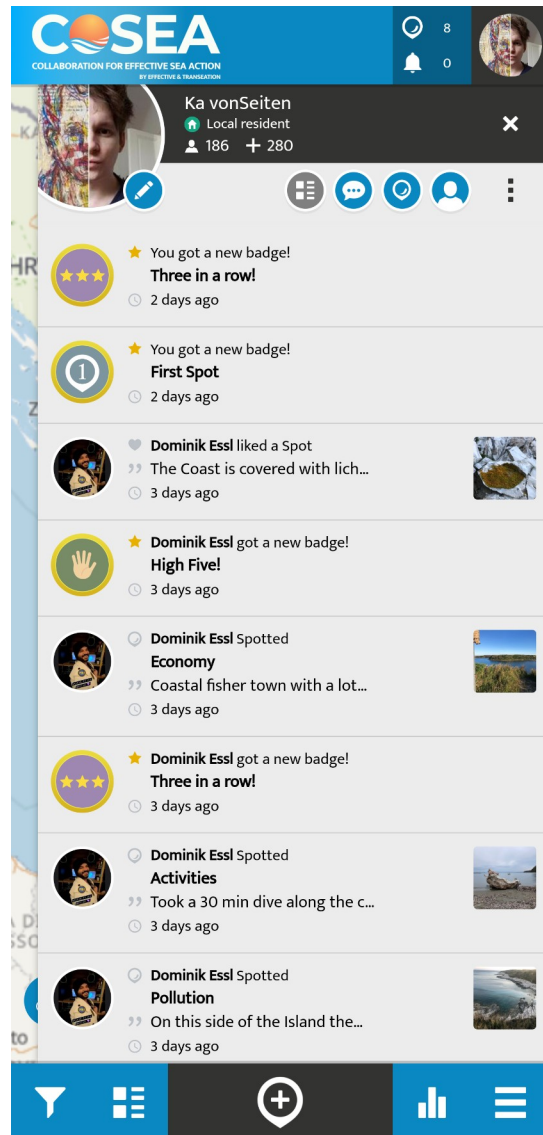 COSEA
COLLABORATION FOR EFFECTIVE SEA ACTION
BY EFFECTIVE & TRANSEATION
8
0
Ka vonSeiten
Local resident
186 280
You got a new badge!
Three in a row!
2 days ago
You got a new badge!
1
First Spot
2 days ago
Dominik Essl liked a Spot
The Coast is covered with lich...
3 days ago
Dominik Essl got a new badge!
High Five!
3 days ago
Dominik Essl Spotted
Economy
Coastal fisher town with a lot...
3 days ago
Dominik Essl got a new badge!
Three in a row!
3 days ago
Dominik Essl Spotted
Activities
Took a 30 min dive along the c...
3 days ago
Dominik Essl Spotted
Pollution
On this side of the Island the...
3 days ago